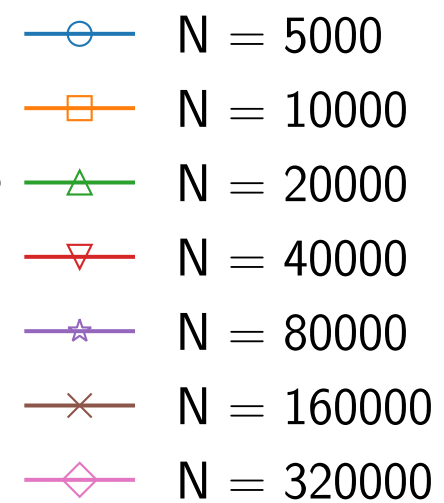 N = 5000
N = 10000
N = 20000
N = 40000
N = 80000
N = 160000
N = 320000